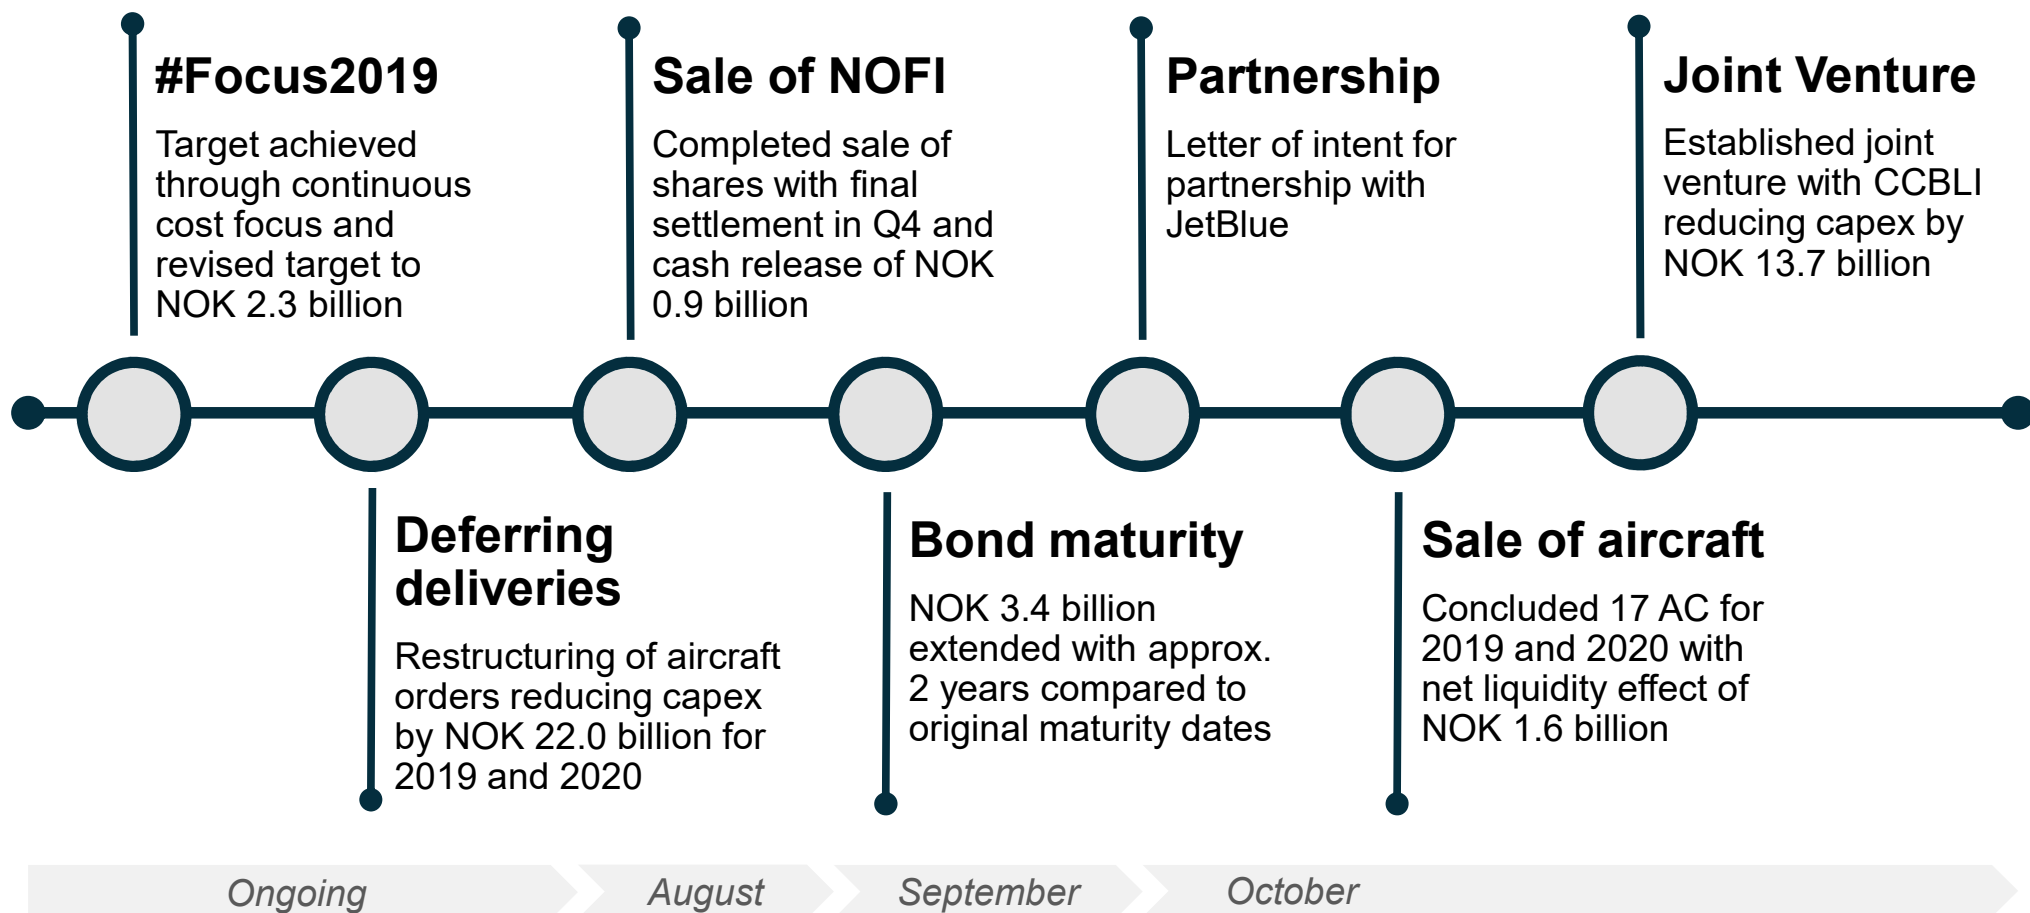 #Focus2019
Target achieved
through continuous
cost focus and
revised target to
NOK 2.3 billion
Sale of NOFI
Completed sale of
shares with final
settlement in Q4 and
cash release of NOK
0.9 billion
Partnership
Letter of intent for
partnership with
JetBlue
Joint Venture
Established joint
venture with CCBLI
reducing capex by
NOK 13.7 billion
Deferring
deliveries
Restructuring of aircraft
orders reducing capex
by NOK 22.0 billion for
2019 and 2020
Bond maturity
NOK 3.4 billion
extended with approx.
2 years compared to
original maturity dates
Sale of aircraft
Concluded 17 AC for
2019 and 2020 with
net liquidity effect of
NOK 1.6 billion
Ongoing
August
September
October